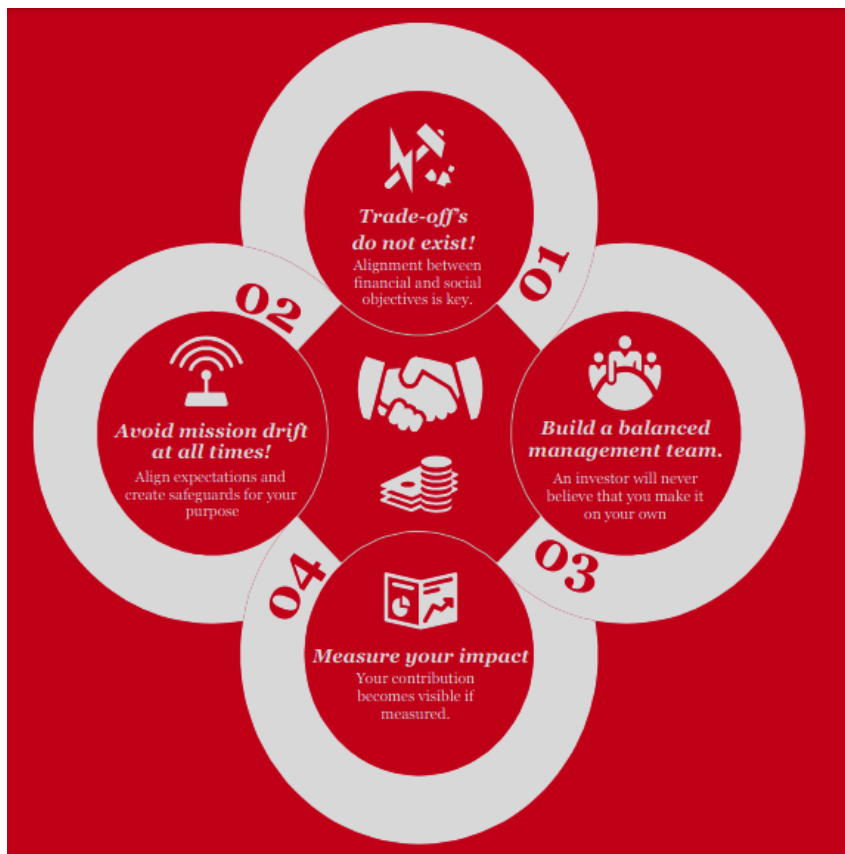 01
Trade-off's
do not exist!
Alignment between
financial and social
objectives is key.
02
Avoid mission drift
at all times!
Align expectations and
create safeguards for your
purpose
03
Build a balanced
management team.
An investor will never
believe that you make it
on your own
04
Measure your impact
Your contribution
becomes visible if
measured.